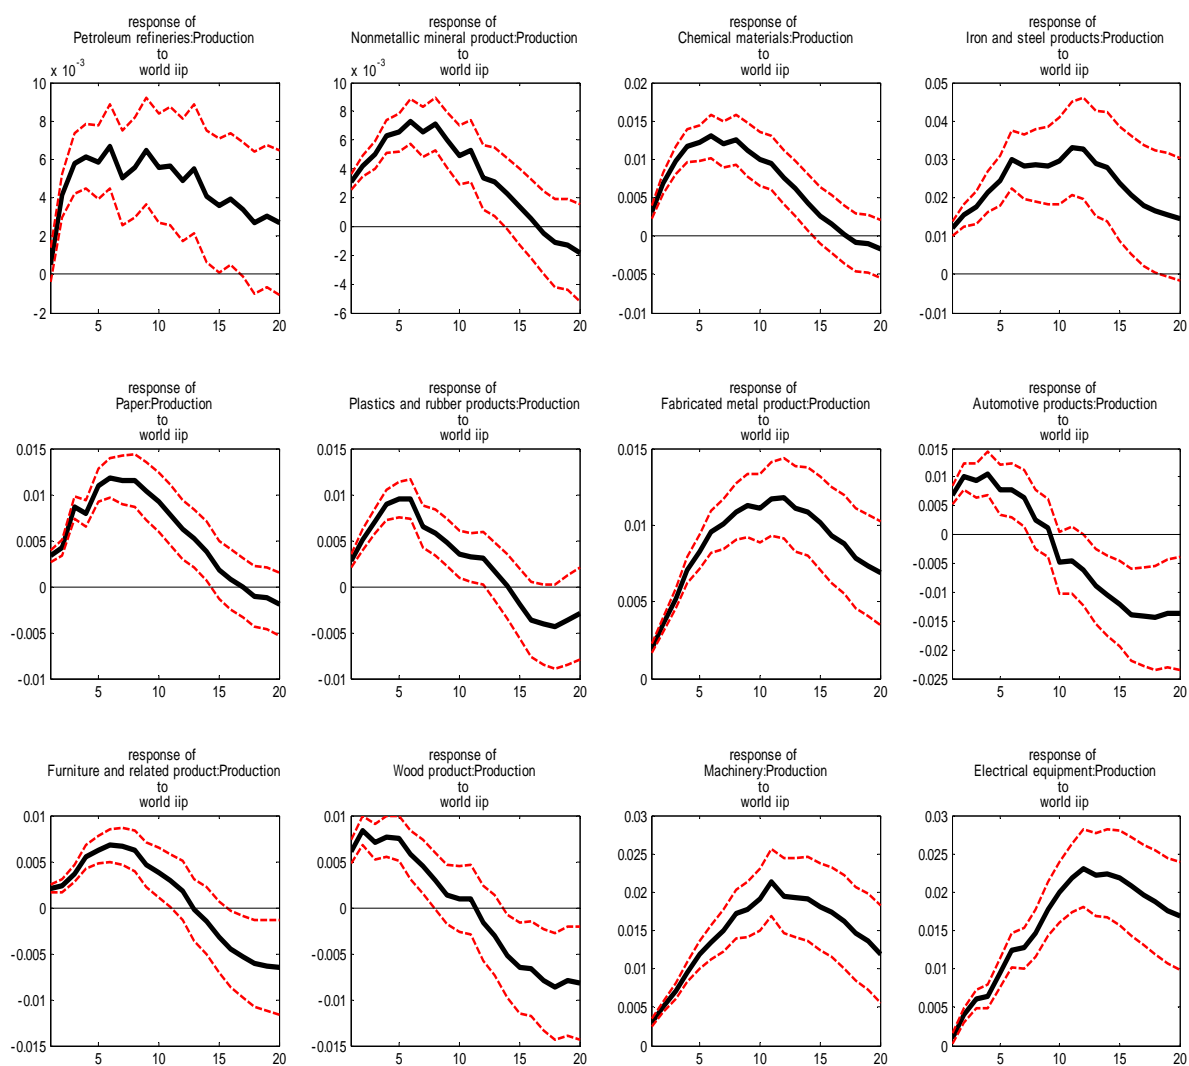 response of
Petroleum refineries:Production
to
world iip
x 10⁻³
10
8
6
4
2
0
-2
5
10
15
20
response of
Nonmetallic mineral product:Production
to
world iip
x 10⁻³
10
8
6
4
2
0
-2
-4
-6
5
10
15
20
response of
Chemical materials:Production
to
world iip
0.02
0.015
0.01
0.005
0
-0.005
-0.01
5
10
15
20
response of
Iron and steel products:Production
to
world iip
0.05
0.04
0.03
0.02
0.01
0
-0.01
5
10
15
20
response of
Paper:Production
to
world iip
0.015
0.01
0.005
0
-0.005
-0.01
5
10
15
20
response of
Plastics and rubber products:Production
to
world iip
0.015
0.01
0.005
0
-0.005
-0.01
5
10
15
20
response of
Fabricated metal product:Production
to
world iip
0.015
0.01
0.005
0
5
10
15
20
response of
Automotive products:Production
to
world iip
0.015
0.01
0.005
0
-0.005
-0.01
-0.015
-0.02
-0.025
5
10
15
20
response of
Furniture and related product:Production
to
world iip
0.01
0.005
0
-0.005
-0.01
-0.015
5
10
15
20
response of
Wood product:Production
to
world iip
0.01
0.005
0
-0.005
-0.01
-0.015
5
10
15
20
response of
Machinery:Production
to
world iip
0.03
0.025
0.02
0.015
0.01
0.005
0
5
10
15
20
response of
Electrical equipment:Production
to
world iip
0.03
0.025
0.02
0.015
0.01
0.005
0
5
10
15
20